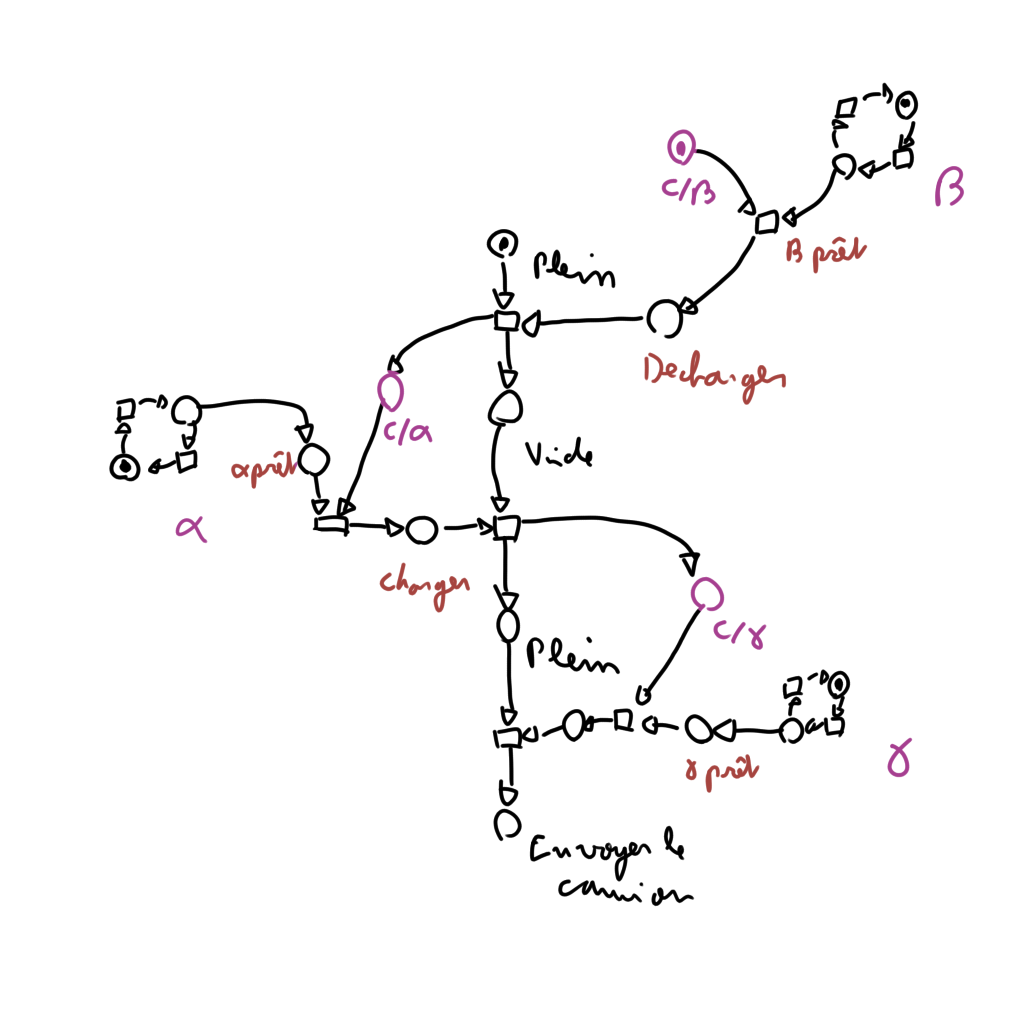 β
C/β
β prêt
Plein
Decharger
C/α
Vide
α prêt
α
charger
C/γ
Plein
γ prêt
γ
Envoyer le
camion